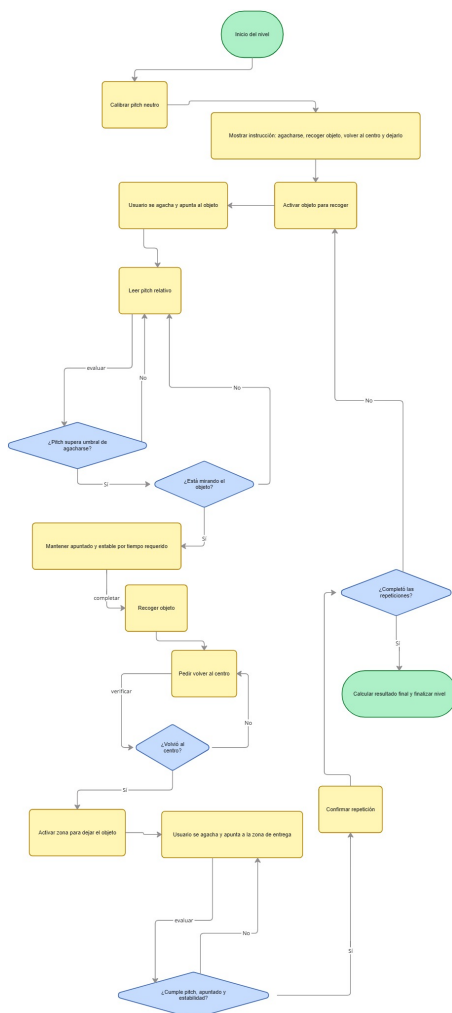 Inicio del nivel
Calibrar pitch neutro
Mostrar instrucción: agacharse, recoger objeto, volver al centro y dejarlo
Usuario se agacha y apunta al objeto
Activar objeto para recoger
Leer pitch relativo
evaluar
No
No
No
¿Pitch supera umbral de
agacharse?
Sí
¿Está mirando el
objeto?
Sí
Mantener apuntado y estable por tiempo requerido
completar
Recoger objeto
¿Completó las
repeticiones?
Sí
Pedir volver al centro
verificar
No
Calcular resultado final y finalizar nivel
¿Volvió al
centro?
Sí
Activar zona para dejar el objeto
Usuario se agacha y apunta a la zona de entrega
Confirmar repetición
evaluar
No
Sí
¿Cumple pitch, apuntado y
estabilidad?